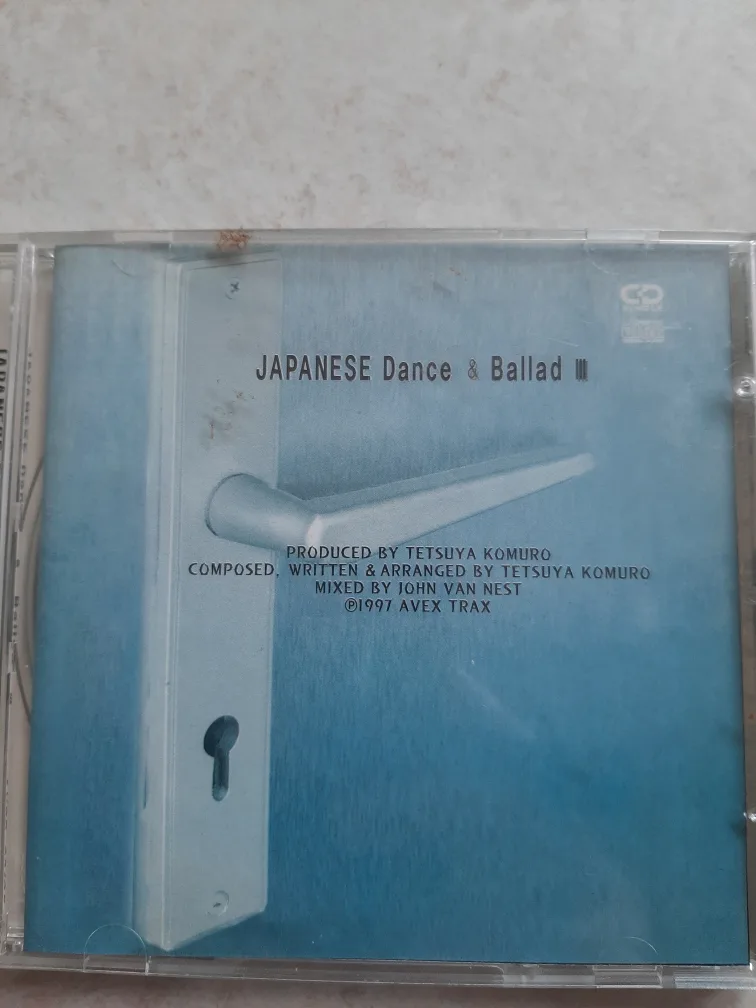 JAPANESE Dance & Ballad III
PRODUCED BY TETSUYA KOMURO
COMPOSED, WRITTEN & ARRANGED BY TETSUYA KOMURO
MIXED BY JOHN VAN NEST
℗1997 AVEX TRAX